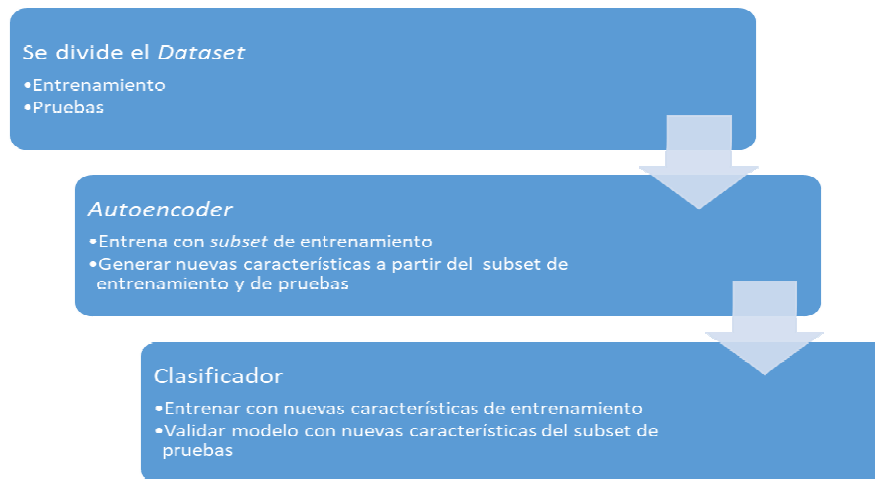 Se divide el Dataset
•Entrenamiento
•Pruebas
Autoencoder
•Entrena con subset de entrenamiento
•Generar nuevas características a partir del subset de
entrenamiento y de pruebas
Clasificador
•Entrenar con nuevas características de entrenamiento
•Validar modelo con nuevas características del subset de
pruebas